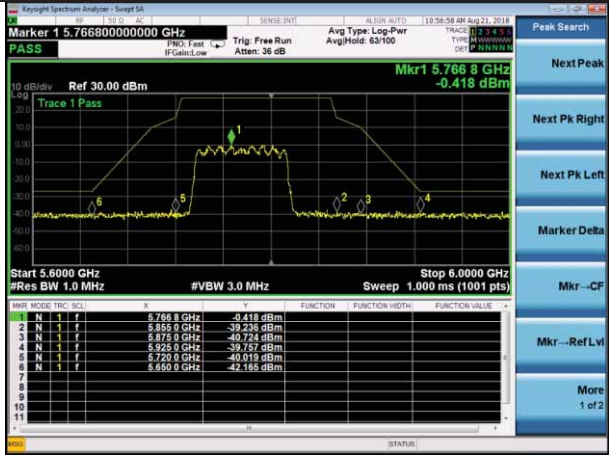 Keysight Spectrum Analyzer - Swept SA
RF 50 Ω AC SENSE:INT ALIGN AUTO 10:56:58 AM Aug 21, 2018
Marker 1 5.766800000000 GHz
PASS
PNO: Fast
IFGain:Low
Trig: Free Run
Atten: 36 dB
Avg Type: Log-Pwr
Avg|Hold: 63/100
TRACE 1 2 3 4 5 6
TYPE M W W W W W
DET P N N N N N
Peak Search
Mkr1 5.766 8 GHz
-0.418 dBm
10 dB/div Ref 30.00 dBm
Log
Trace 1 Pass
20.0
10.0
0.00
-10.0
-20.0
-30.0
-40.0
-50.0
-60.0
1
2
3
4
5
6
Start 5.6000 GHz
#Res BW 1.0 MHz
#VBW 3.0 MHz
Stop 6.0000 GHz
Sweep 1.000 ms (1001 pts)
MKR MODE TRC SCL X Y FUNCTION FUNCTION WIDTH FUNCTION VALUE
1 N 1 f 5.766 8 GHz -0.418 dBm
2 N 1 f 5.855 0 GHz -39.236 dBm
3 N 1 f 5.875 0 GHz -40.724 dBm
4 N 1 f 5.925 0 GHz -39.757 dBm
5 N 1 f 5.720 0 GHz -40.019 dBm
6 N 1 f 5.650 0 GHz -42.165 dBm
7
8
9
10
11
MSG
STATUS
Next Peak
Next Pk Right
Next Pk Left
Marker Delta
Mkr→CF
Mkr→Ref Lvl
More
1 of 2